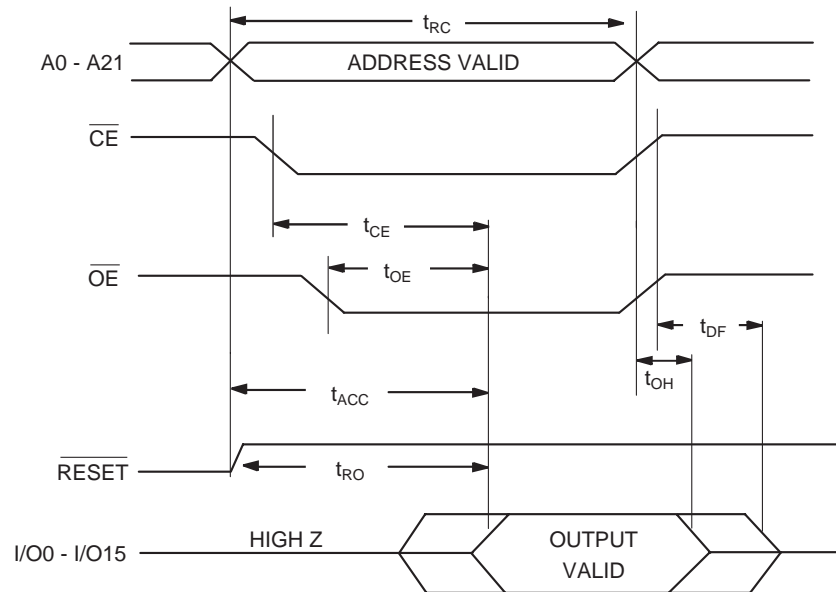 tRC
A0 - A21
ADDRESS VALID
CE
tCE
OE
tOE
tDF
tOH
tACC
RESET
tRO
I/O0 - I/O15
HIGH Z
OUTPUT
VALID